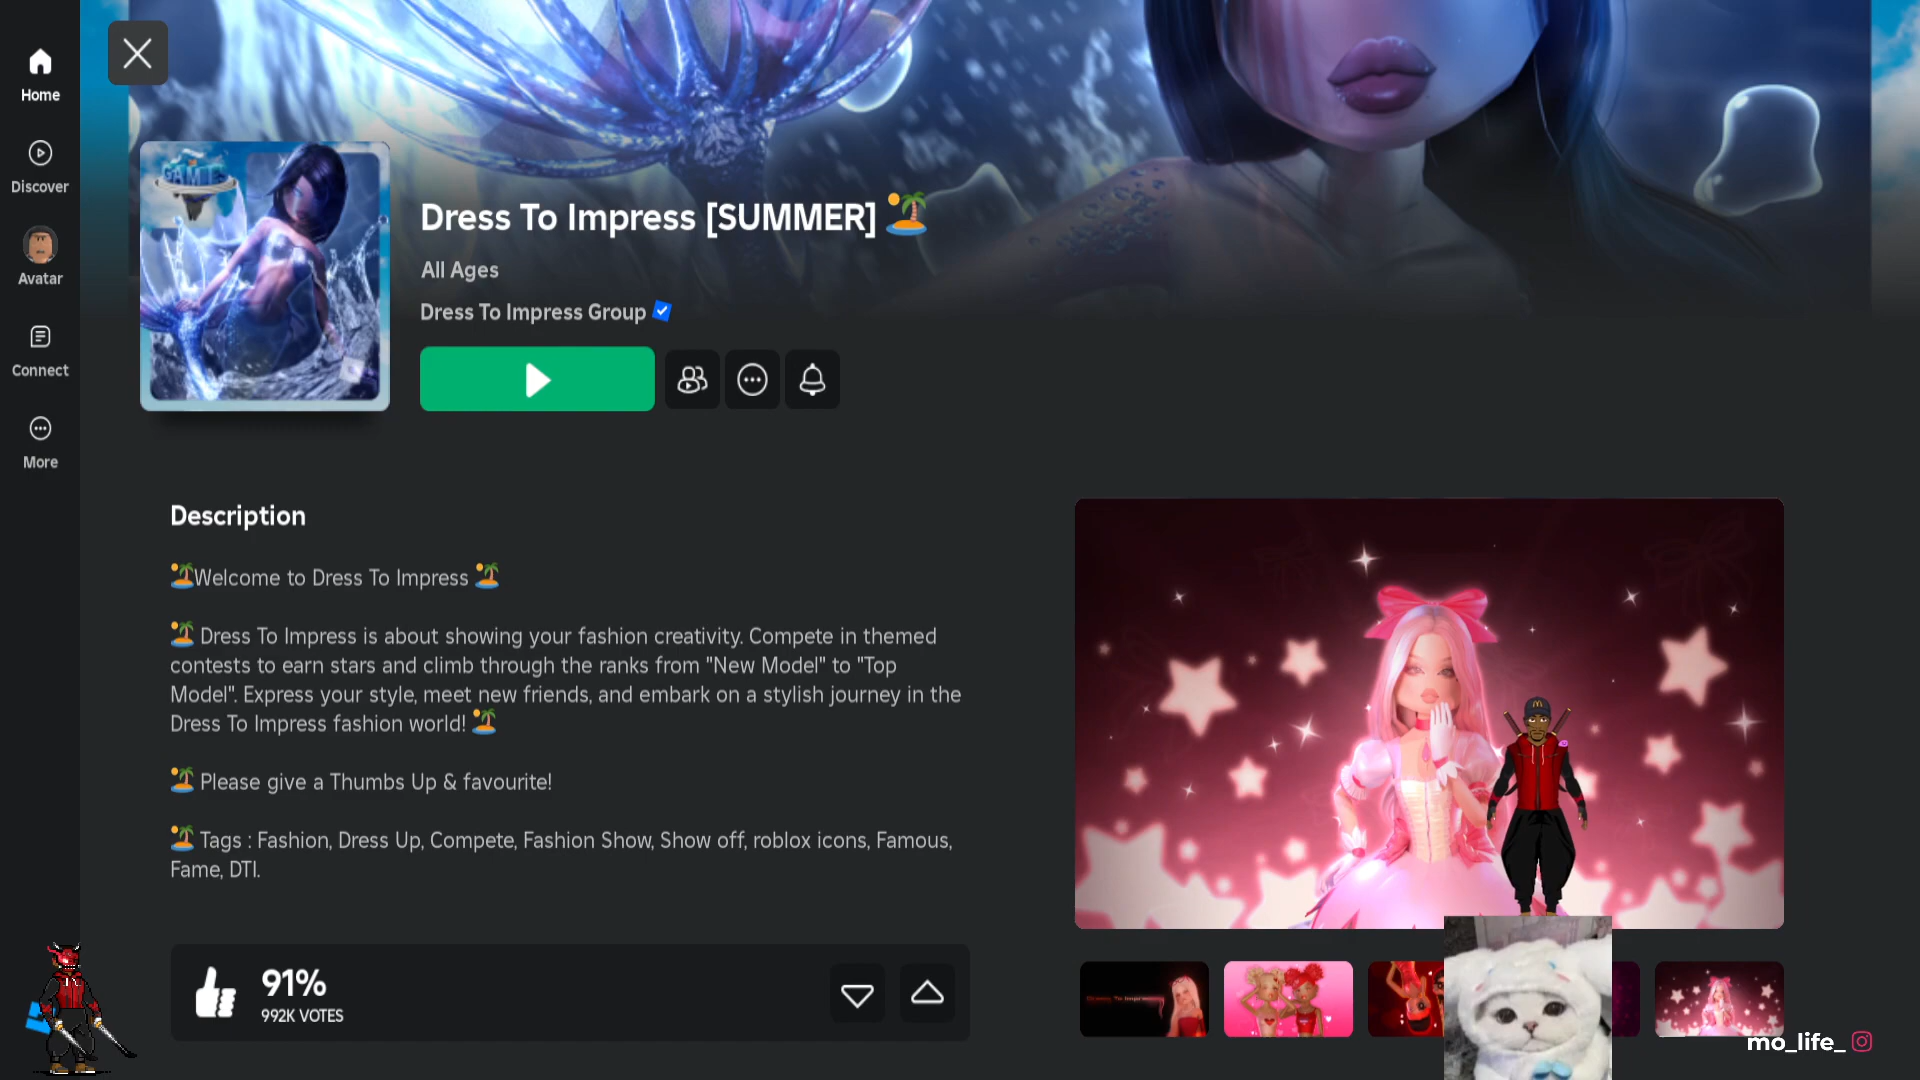 Home
Discover
Avatar
Connect
More
GAMES
Dress To Impress [SUMMER] 🏝️
All Ages
Dress To Impress Group
Description
🏝️Welcome to Dress To Impress 🏝️
🏝️ Dress To Impress is about showing your fashion creativity. Compete in themed
contests to earn stars and climb through the ranks from "New Model" to "Top
Model". Express your style, meet new friends, and embark on a stylish journey in the
Dress To Impress fashion world! 🏝️
🏝️ Please give a Thumbs Up & favourite!
🏝️ Tags : Fashion, Dress Up, Compete, Fashion Show, Show off, roblox icons, Famous,
Fame, DTI.
91%
992K VOTES
mo_life_